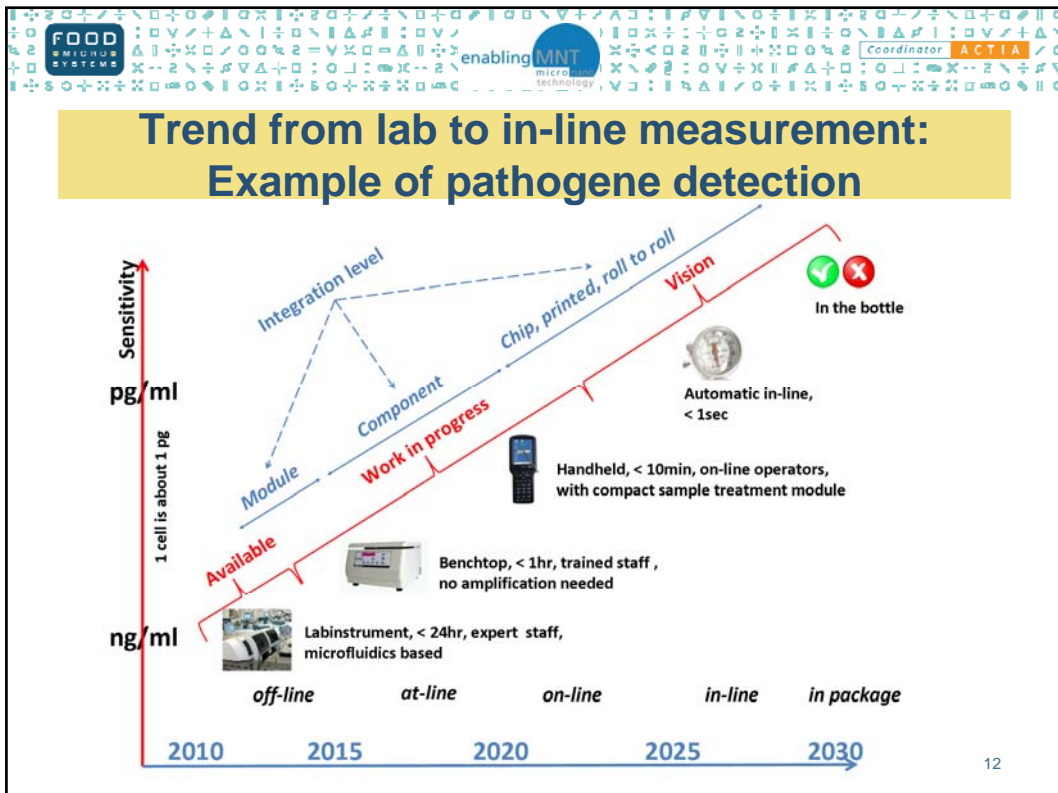 FOOD
MICRO
SYSTEMS
enabling MNT
micro nano
technology
Coordinator ACTIA
Trend from lab to in-line measurement:
Example of pathogene detection
Sensitivity
pg/ml
1 cell is about 1 pg
ng/ml
Integration level
Module
Component
Chip, printed, roll to roll
Available
Work in progress
Vision
In the bottle
Automatic in-line,
< 1sec
Handheld, < 10min, on-line operators,
with compact sample treatment module
Benchtop, < 1hr, trained staff ,
no amplification needed
Labinstrument, < 24hr, expert staff,
microfluidics based
off-line at-line on-line in-line in package
2010 2015 2020 2025 2030
12